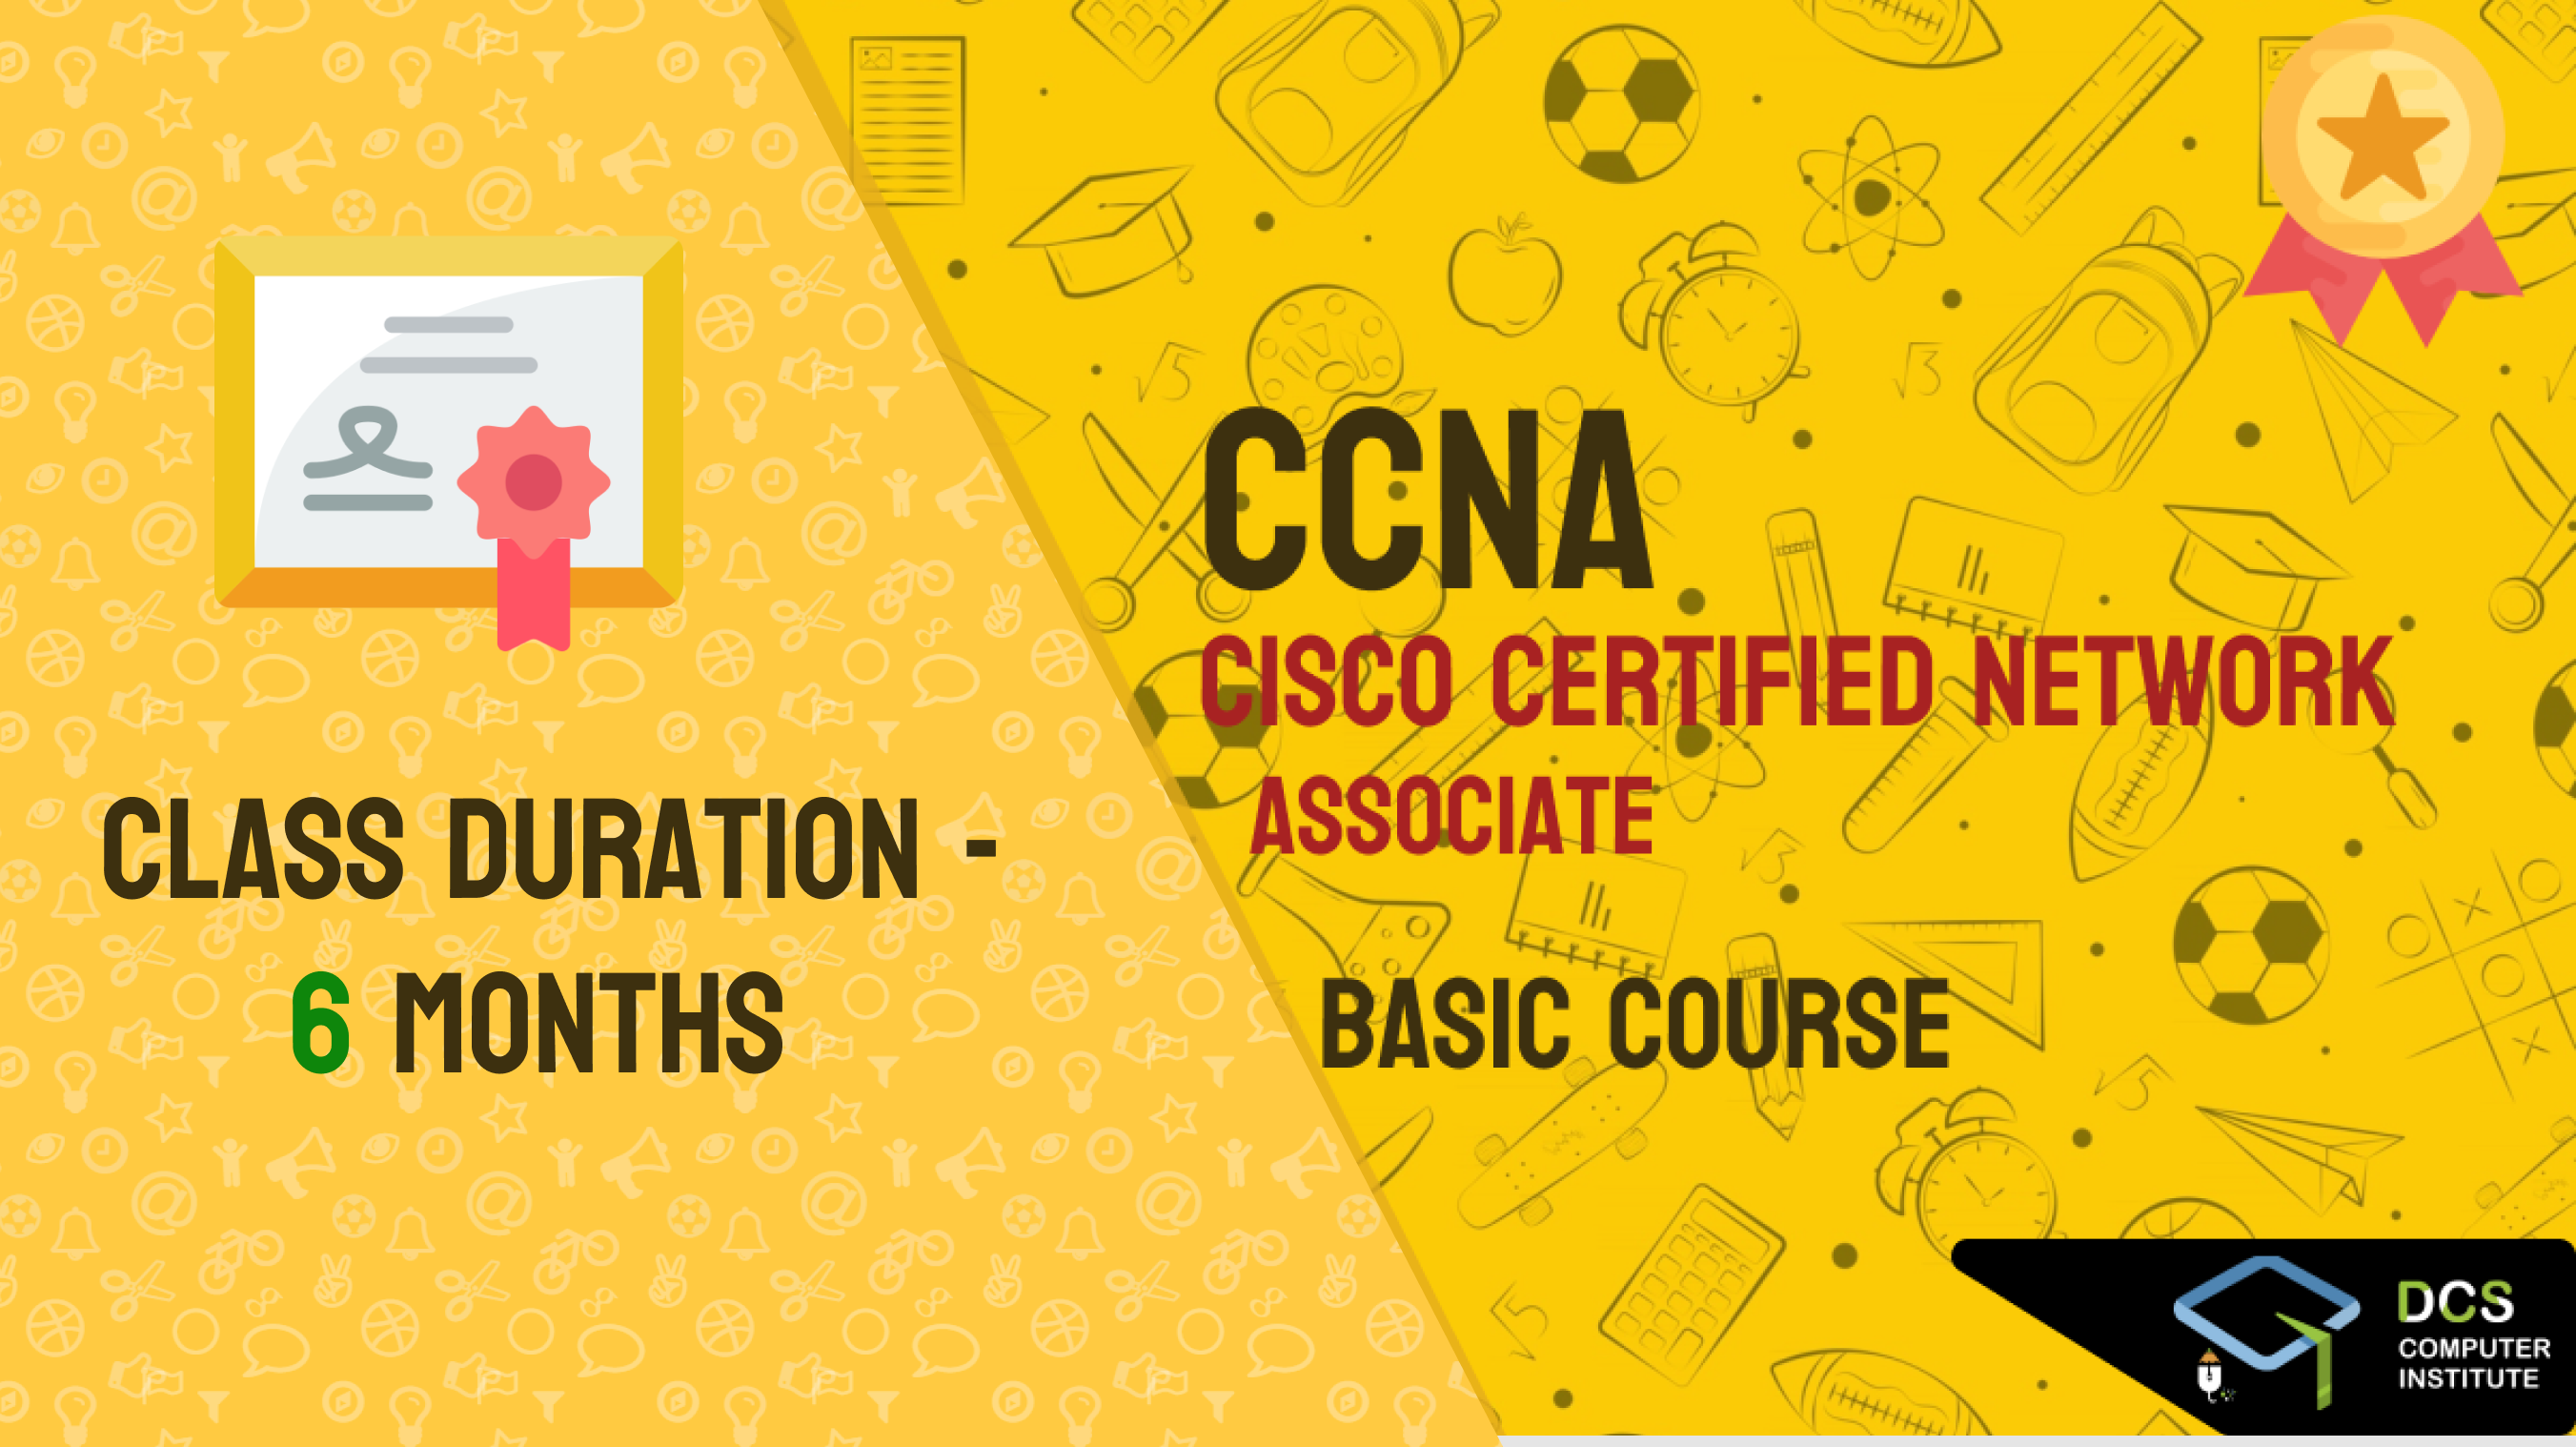 CLASS DURATION -
6 MONTHS
CCNA
CISCO CERTIFIED NETWORK
ASSOCIATE
BASIC COURSE
DCS
COMPUTER
INSTITUTE